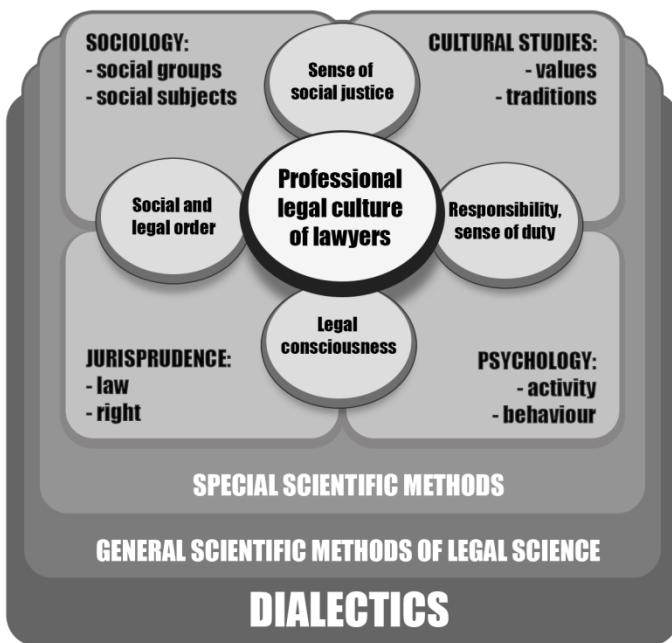 SOCIOLOGY:
- social groups
- social subjects
Sense of
social justice
CULTURAL STUDIES:
- values
- traditions
Social and
legal order
Professional
legal culture
of lawyers
Responsibility,
sense of duty
JURISPRUDENCE:
- law
- right
Legal
consciousness
PSYCHOLOGY:
- activity
- behaviour
SPECIAL SCIENTIFIC METHODS
GENERAL SCIENTIFIC METHODS OF LEGAL SCIENCE
DIALECTICS